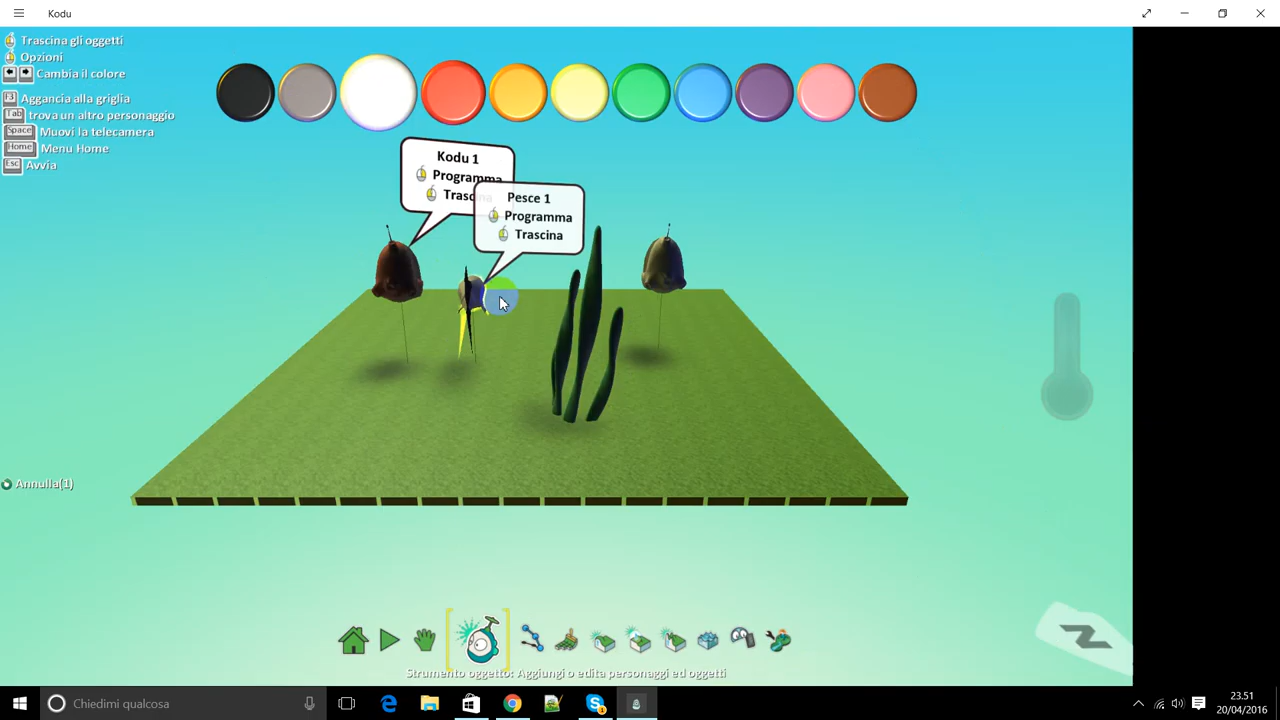 Kodu
Trascina gli oggetti
Opzioni
Cambia il colore
F3 Aggancia alla griglia
Tab trova un altro personaggio
Space Muovi la telecamera
Home Menu Home
Esc Avvia
Kodu 1
Programma
Trascina
Pesce 1
Programma
Trascina
Annulla(1)
Strumento oggetto: Aggiungi o edita personaggi ed oggetti
Chiedimi qualcosa
23.51
20/04/2016